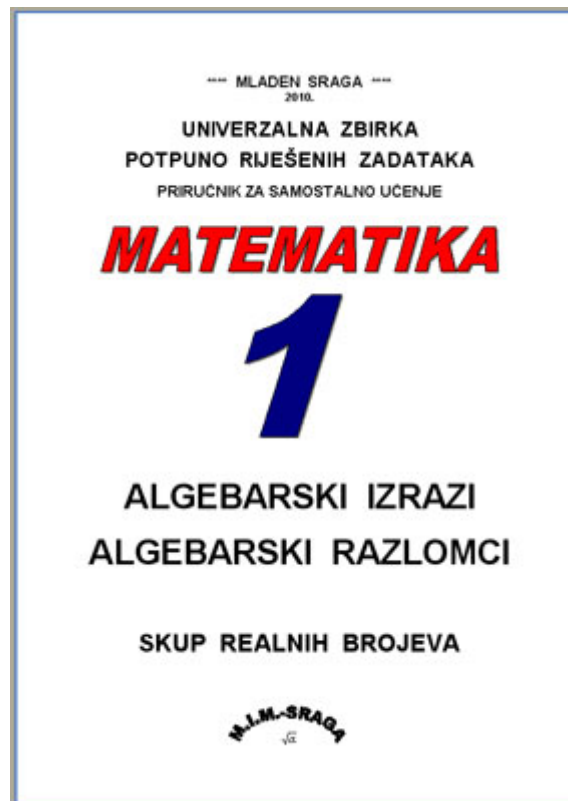 **** MLADEN SRAGA ****
2010.
UNIVERZALNA ZBIRKA
POTPUNO RIJEŠENIH ZADATAKA
PRIRUČNIK ZA SAMOSTALNO UČENJE
MATEMATIKA
1
ALGEBARSKI IZRAZI
ALGEBARSKI RAZLOMCI
SKUP REALNIH BROJEVA
M.I.M.-SRAGA
√a